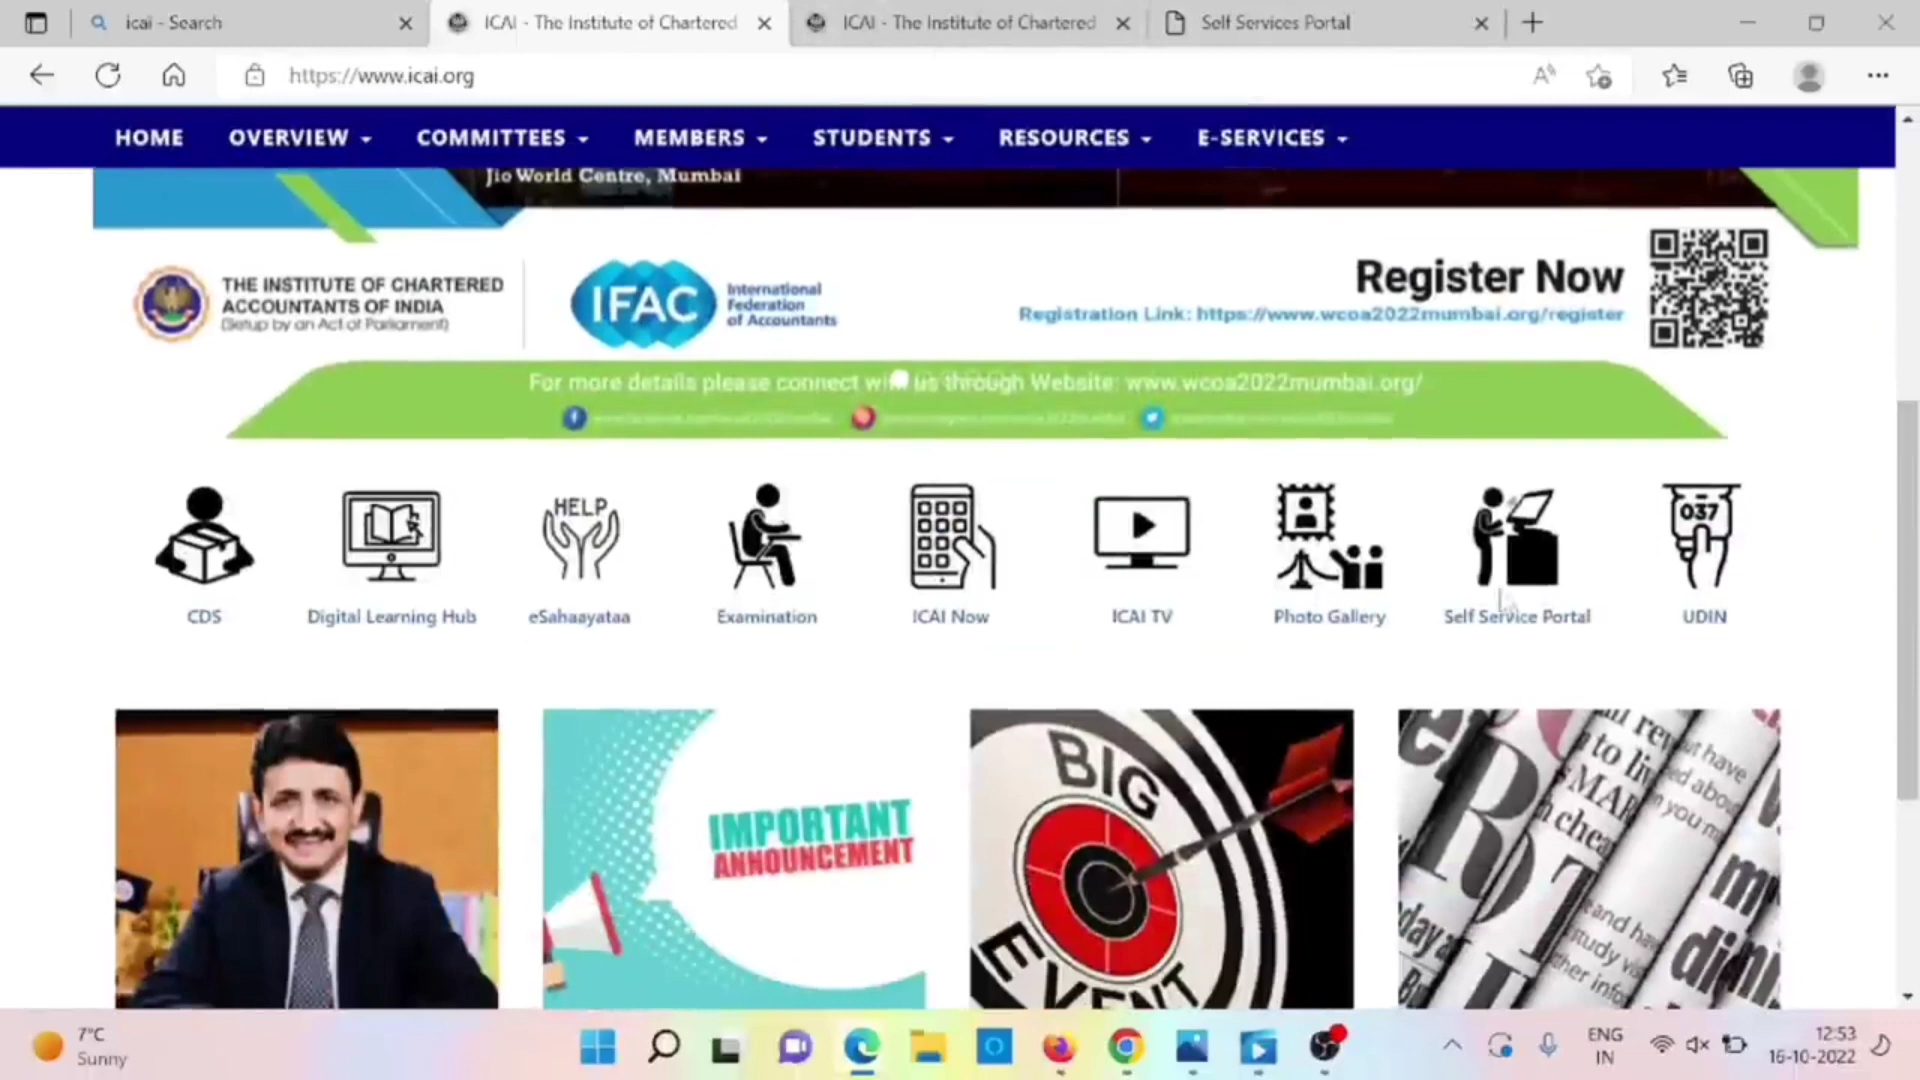 icai - Search
ICAI - The Institute of Chartered
ICAI - The Institute of Chartered
Self Services Portal
https://www.icai.org
HOME OVERVIEW COMMITTEES MEMBERS STUDENTS RESOURCES E-SERVICES
Jio World Centre, Mumbai
THE INSTITUTE OF CHARTERED
ACCOUNTANTS OF INDIA
(Setup by an Act of Parliament)
IFAC
International
Federation
of Accountants
Register Now
Registration Link: https://www.wcoa2022mumbai.org/register
For more details please connect with us through Website: www.wcoa2022mumbai.org/
HELP
037
CDS
Digital Learning Hub
eSahaayataa
Examination
ICAI Now
ICAI TV
Photo Gallery
Self Service Portal
UDIN
IMPORTANT
ANNOUNCEMENT
BIG
EVENT
7°C
Sunny
ENG
IN
12:53
16-10-2022